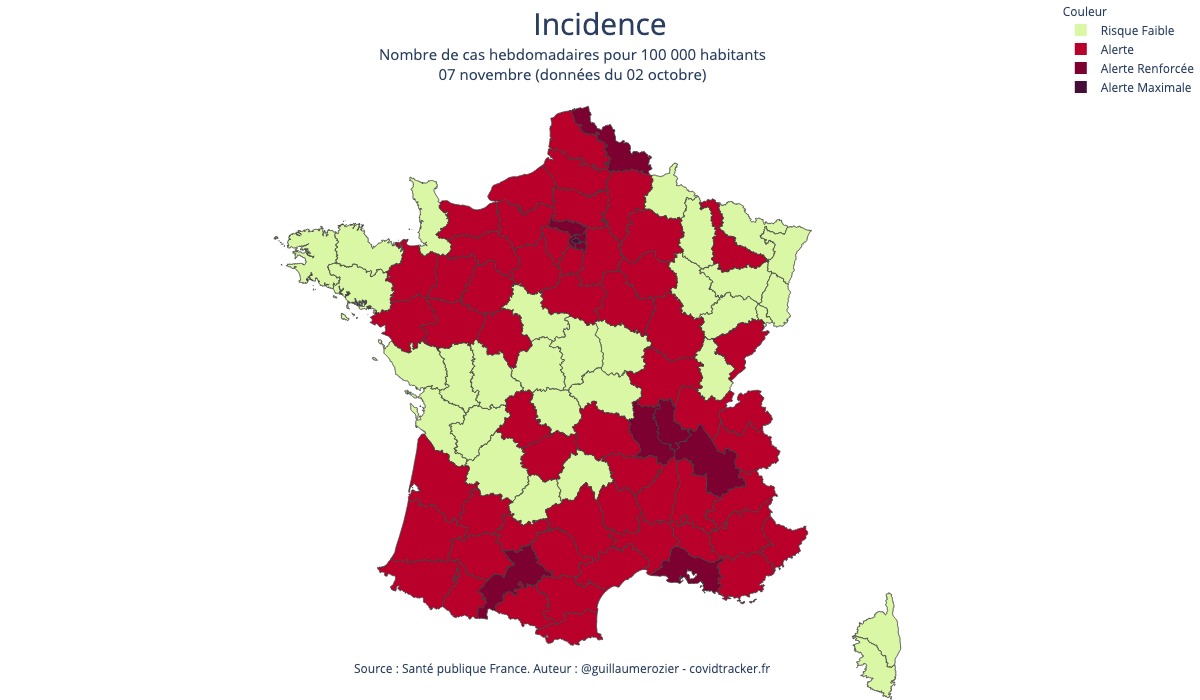 Incidence
Nombre de cas hebdomadaires pour 100 000 habitants
07 novembre (données du 02 octobre)
Couleur
Risque Faible
Alerte
Alerte Renforcée
Alerte Maximale
Source : Santé publique France. Auteur : @guillaumerozier - covidtracker.fr